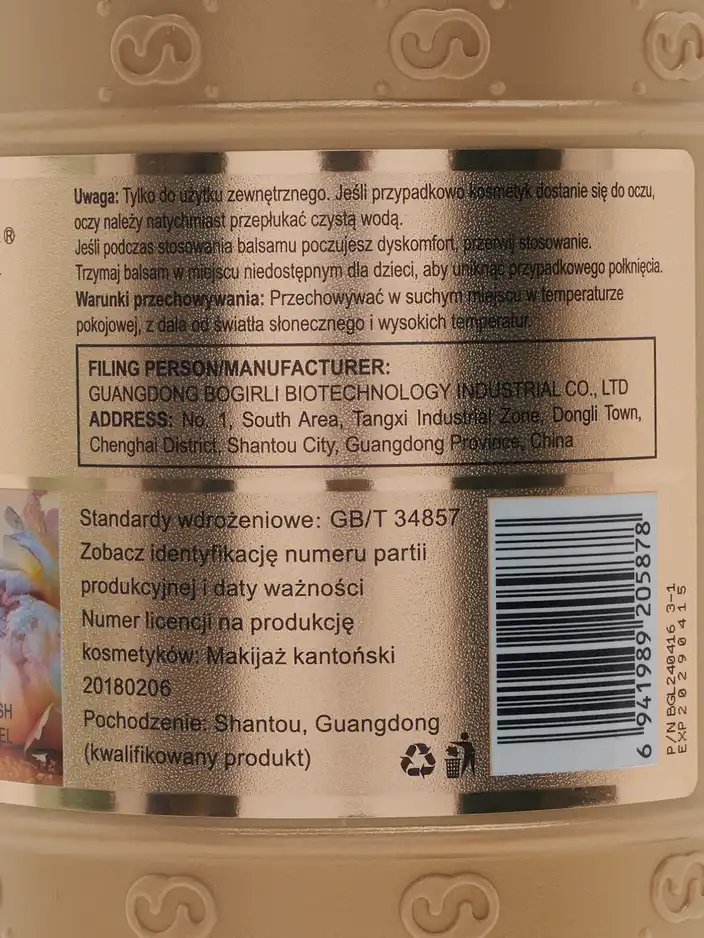 ®
Uwaga: Tylko do użytku zewnętrznego. Jeśli przypadkowo kosmetyk dostanie się do oczu,
oczy należy natychmiast przepłukać czystą wodą.
Jeśli podczas stosowania balsamu poczujesz dyskomfort, przerwij stosowanie.
Trzymaj balsam w miejscu niedostępnym dla dzieci, aby uniknąć przypadkowego połknięcia.
Warunki przechowywania: Przechowywać w suchym miejscu w temperaturze
pokojowej, z dala od światła słonecznego i wysokich temperatur.
FILING PERSON/MANUFACTURER:
GUANGDONG BOGIRLI BIOTECHNOLOGY INDUSTRIAL CO., LTD
ADDRESS: No. 1, South Area, Tangxi Industrial Zone, Dongli Town,
Chenghai District, Shantou City, Guangdong Province, China
Standardy wdrożeniowe: GB/T 34857
Zobacz identyfikację numeru partii
produkcyjnej i daty ważności
Numer licencji na produkcję
kosmetyków: Makijaż kantoński
20180206
Pochodzenie: Shantou, Guangdong
(kwalifikowany produkt)
SH
EL
6 941989 205878
P/N BGL240416 3-1
EXP20290415